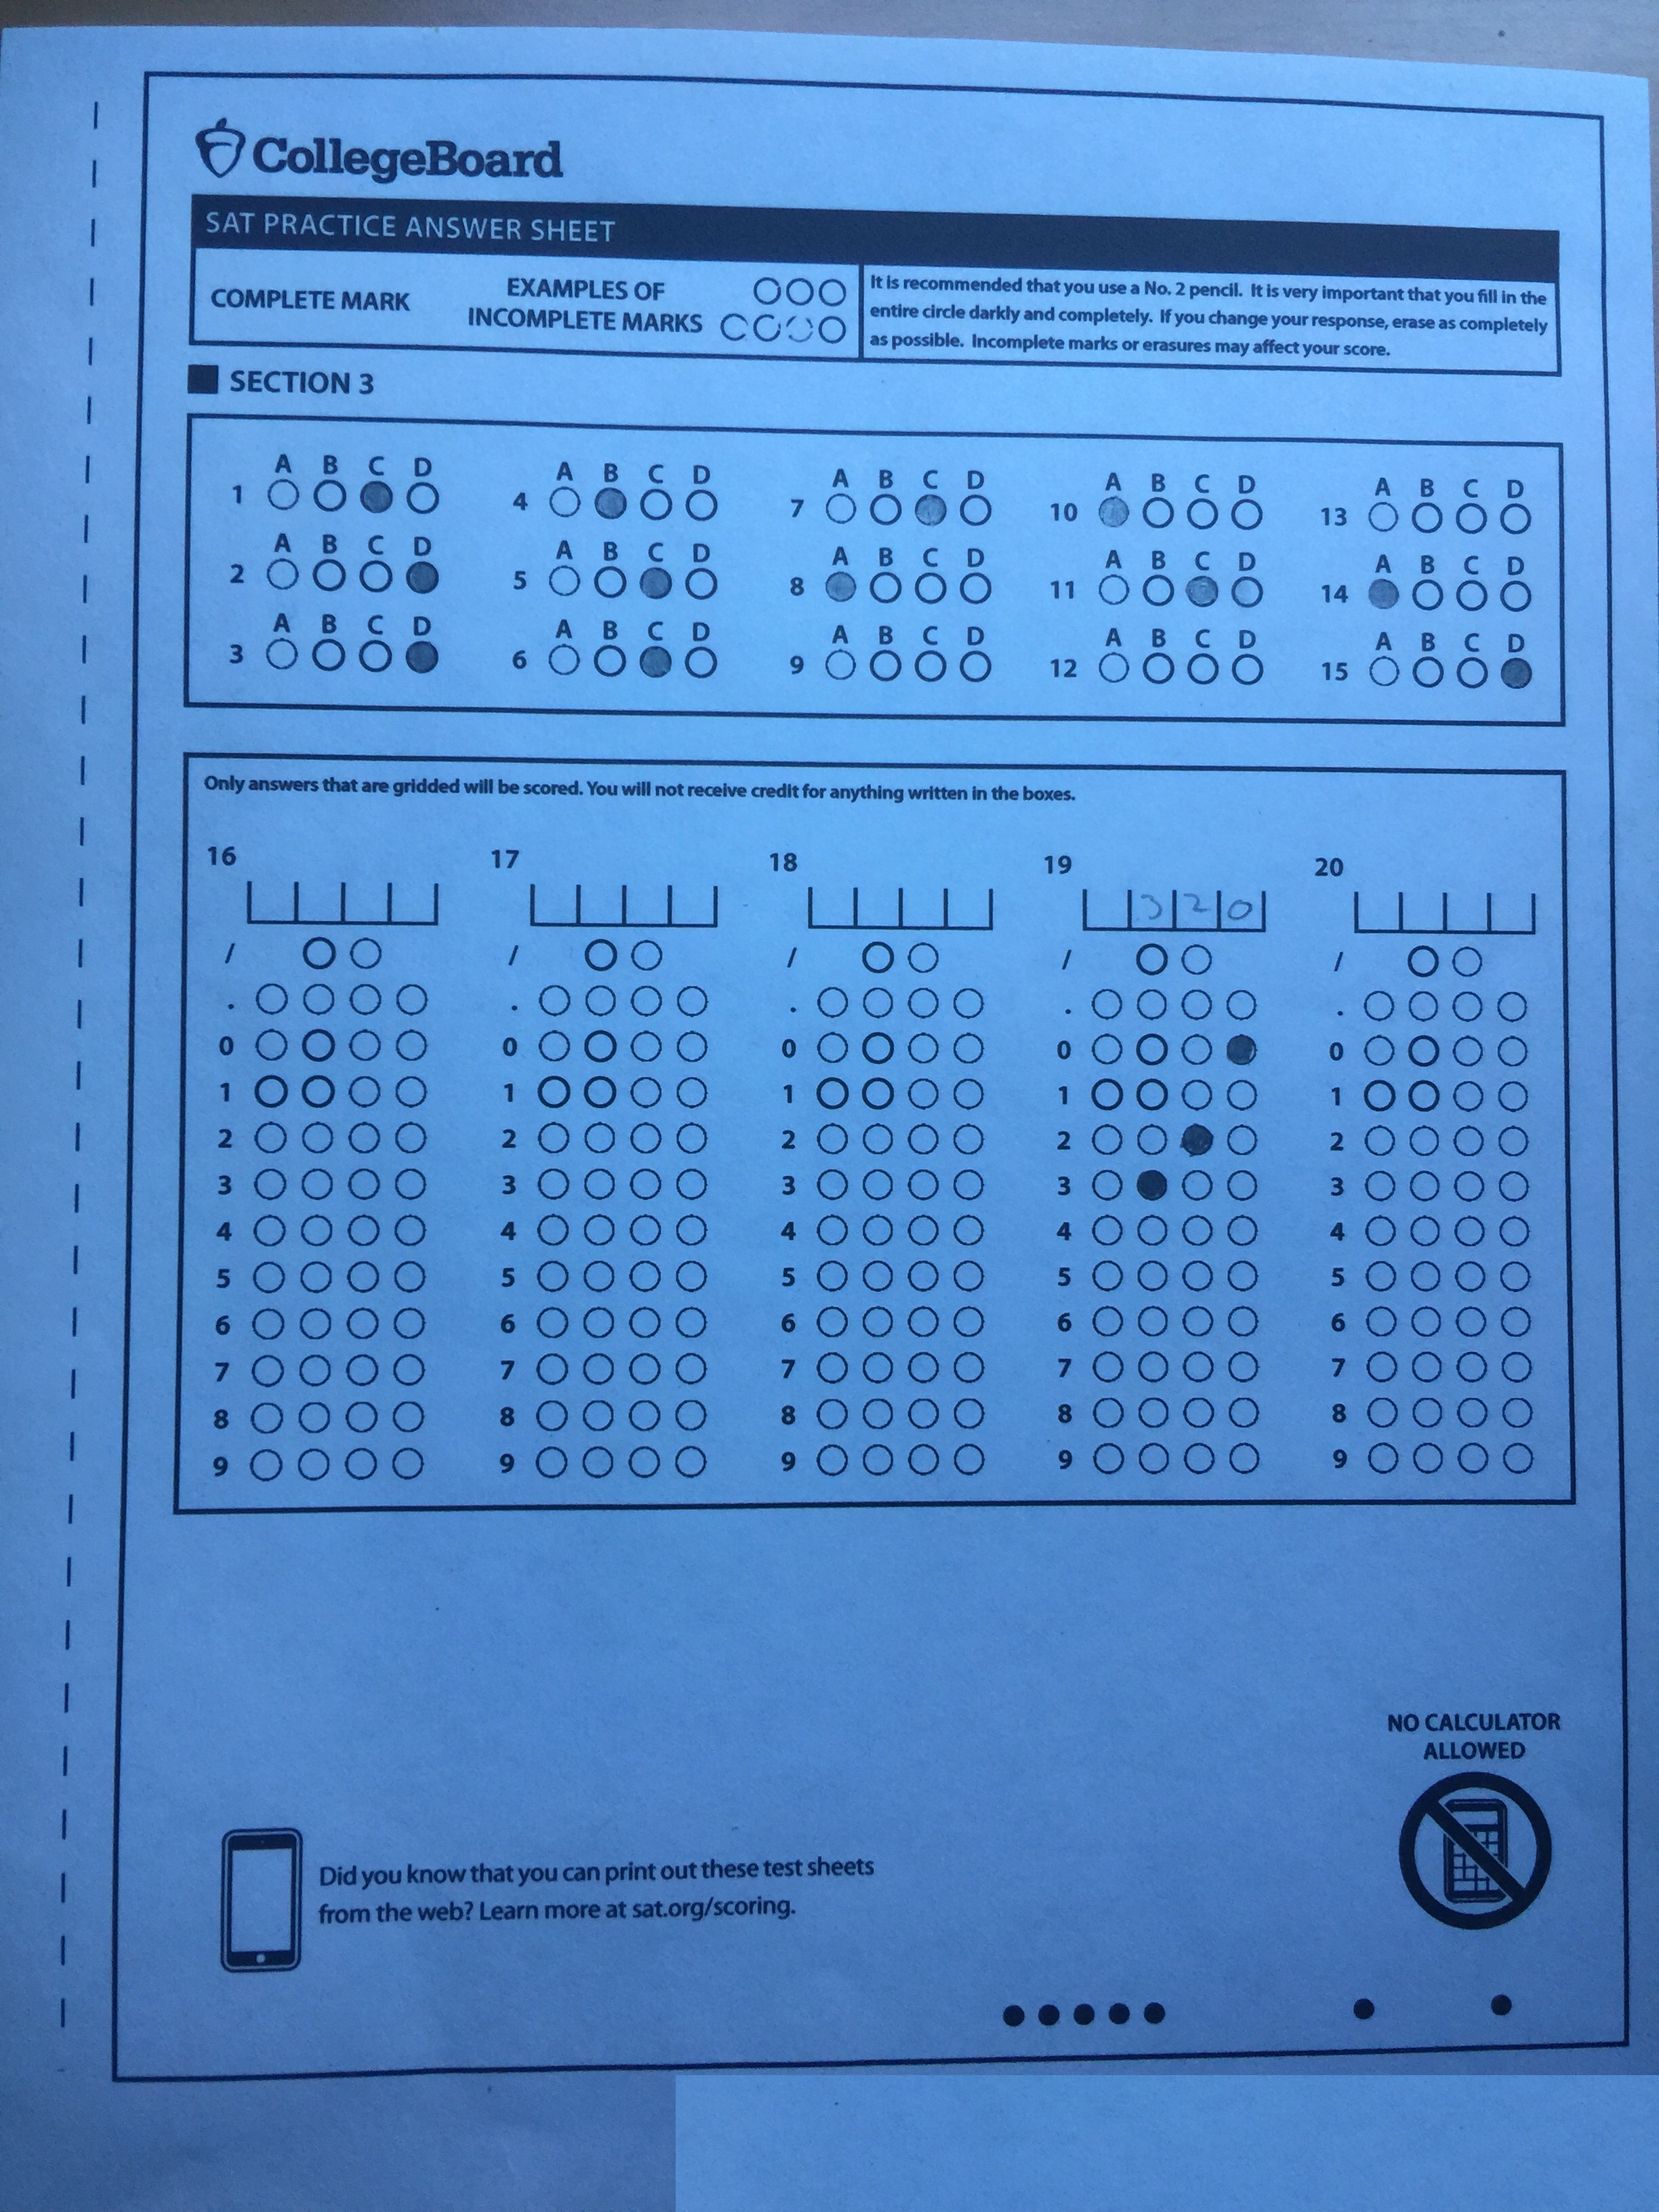 CollegeBoard
SAT PRACTICE ANSWER SHEET
COMPLETE MARK
EXAMPLES OF
INCOMPLETE MARKS
It is recommended that you use a No. 2 pencil. It is very important that you fill in the
entire circle darkly and completely. If you change your response, erase as completely
as possible. Incomplete marks or erasures may affect your score.
SECTION 3
A B C D A B C D A B C D A B C D A B C D
1 4 7 10 13
A B C D A B C D A B C D A B C D A B C D
2 5 8 11 14
A B C D A B C D A B C D A B C D A B C D
3 6 9 12 15
Only answers that are gridded will be scored. You will not receive credit for anything written in the boxes.
16 17 18 19 20
3 2 0
/ / / / /
. . . . .
0 0 0 0 0
1 1 1 1 1
2 2 2 2 2
3 3 3 3 3
4 4 4 4 4
5 5 5 5 5
6 6 6 6 6
7 7 7 7 7
8 8 8 8 8
9 9 9 9 9
NO CALCULATOR
ALLOWED
Did you know that you can print out these test sheets
from the web? Learn more at sat.org/scoring.